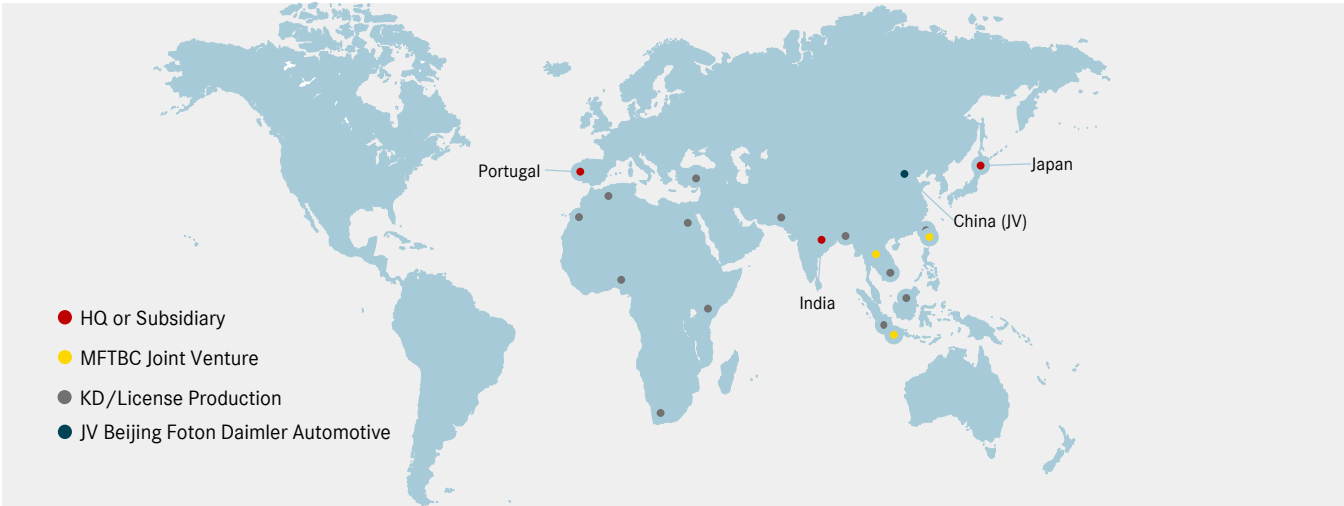 Portugal
Japan
China (JV)
India
HQ or Subsidiary
MFTBC Joint Venture
KD/License Production
JV Beijing Foton Daimler Automotive